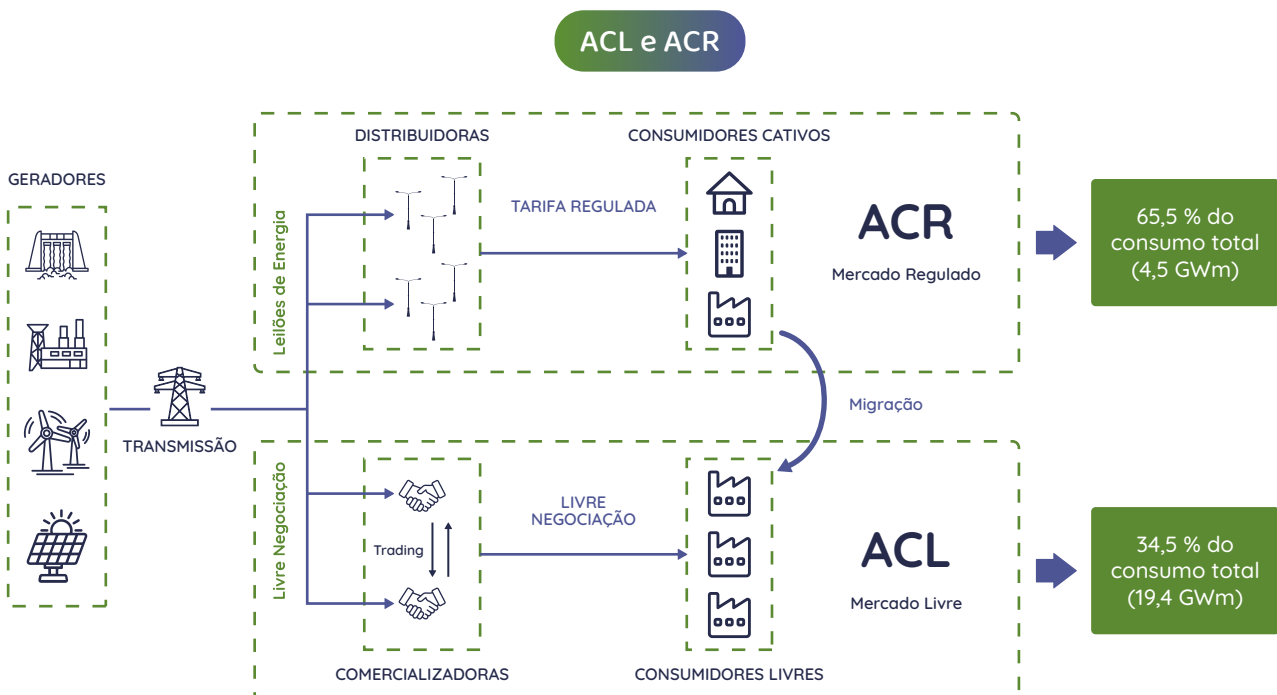 ACL e ACR
GERADORES
TRANSMISSÃO
Leilões de Energia
DISTRIBUIDORAS
TARIFA REGULADA
CONSUMIDORES CATIVOS
ACR
Mercado Regulado
65,5 % do
consumo total
(4,5 GWm)
Migração
Livre Negociação
Trading
COMERCIALIZADORAS
LIVRE
NEGOCIAÇÃO
CONSUMIDORES LIVRES
ACL
Mercado Livre
34,5 % do
consumo total
(19,4 GWm)